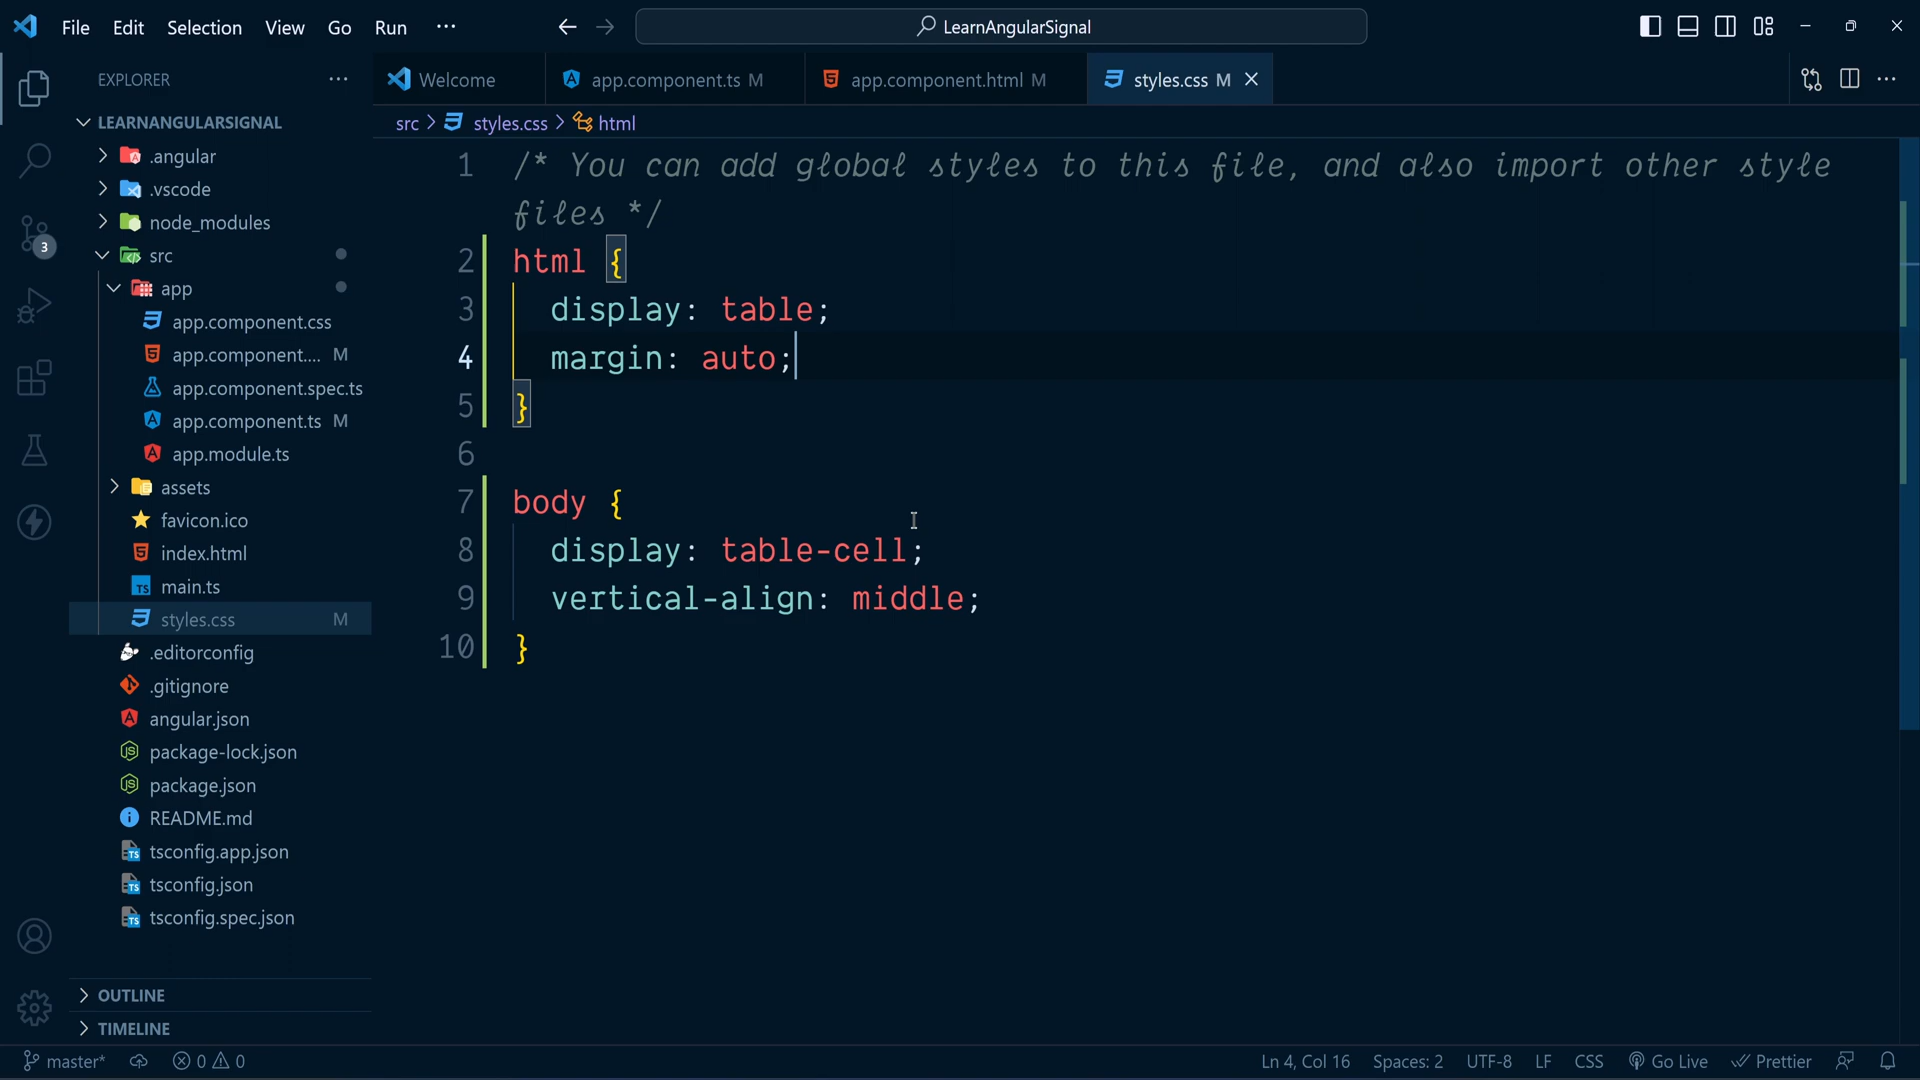 File Edit Selection View Go Run ···
LearnAngularSignal
EXPLORER ···
Welcome
app.component.ts M
app.component.html M
styles.css M
LEARNANGULARSIGNAL
src > styles.css > html
.angular
.vscode
node_modules
src
app
app.component.css
app.component.... M
app.component.spec.ts
app.component.ts M
app.module.ts
assets
favicon.ico
index.html
TS main.ts
styles.css M
.editorconfig
.gitignore
angular.json
package-lock.json
package.json
README.md
TS tsconfig.app.json
TS tsconfig.json
TS tsconfig.spec.json
OUTLINE
TIMELINE
3
1 /* You can add global styles to this file, and also import other style
files */
2 html {
3 display: table;
4 margin: auto;
5 }
6
7 body {
8 display: table-cell;
9 vertical-align: middle;
10 }
master* 0 0 Ln 4, Col 16 Spaces: 2 UTF-8 LF CSS Go Live Prettier